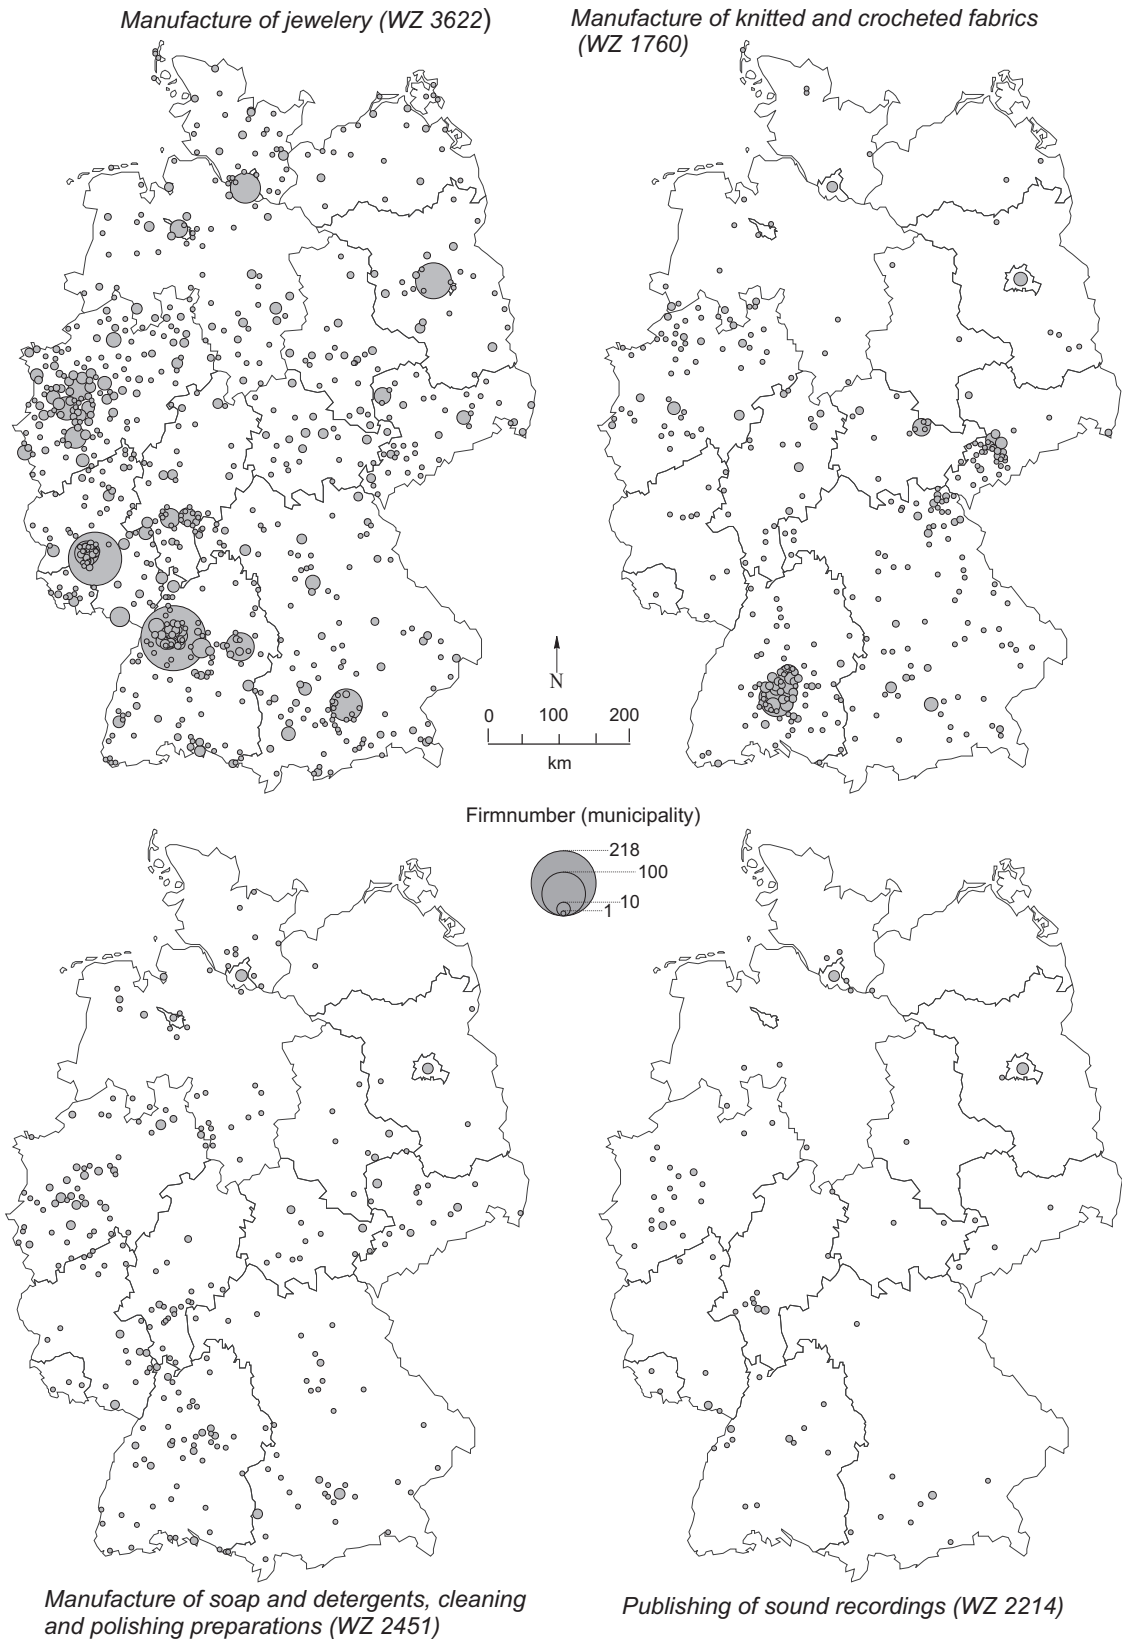 Manufacture of jewelery (WZ 3622)
Manufacture of knitted and crocheted fabrics
(WZ 1760)
N
0 100 200
km
Firmnumber (municipality)
218
100
10
1
Manufacture of soap and detergents, cleaning
and polishing preparations (WZ 2451)
Publishing of sound recordings (WZ 2214)